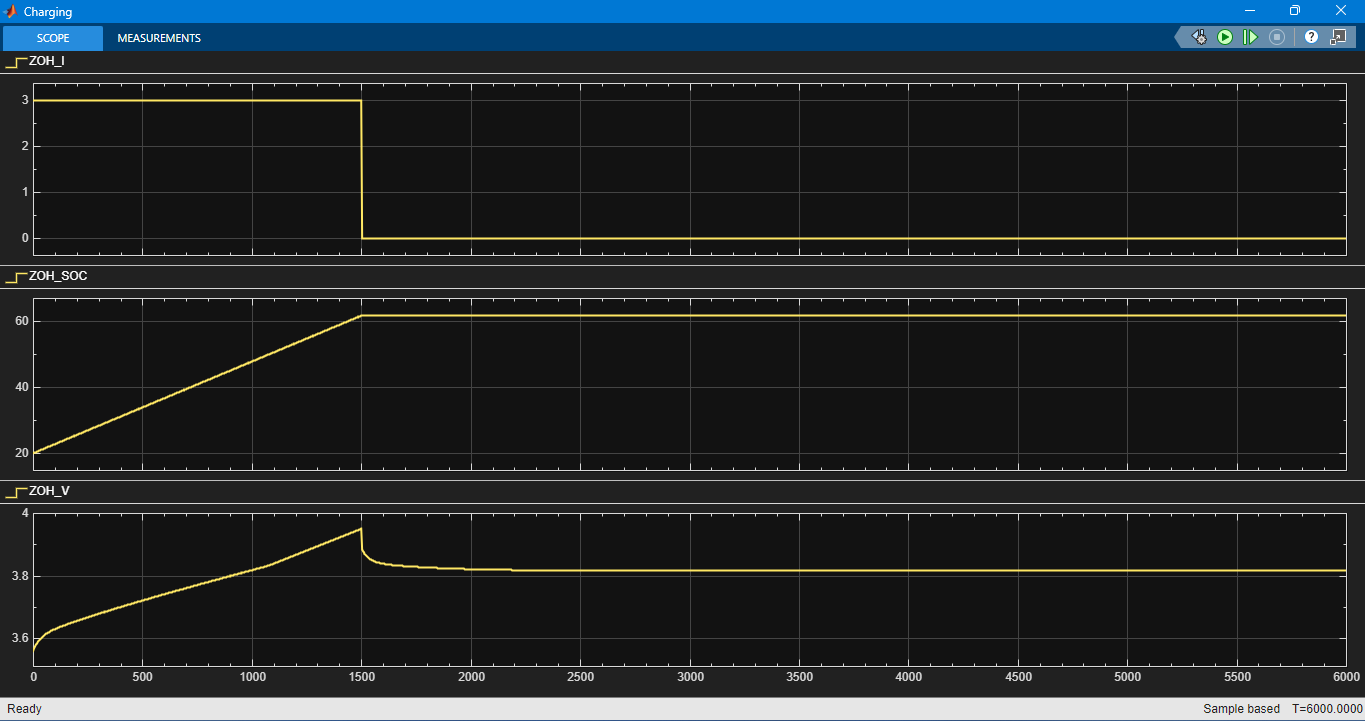 Charging
SCOPE MEASUREMENTS
?
ZOH_I
3
2
1
0
ZOH_SOC
60
40
20
ZOH_V
4
3.8
3.6
0 500 1000 1500 2000 2500 3000 3500 4000 4500 5000 5500 6000
Ready Sample based T=6000.0000